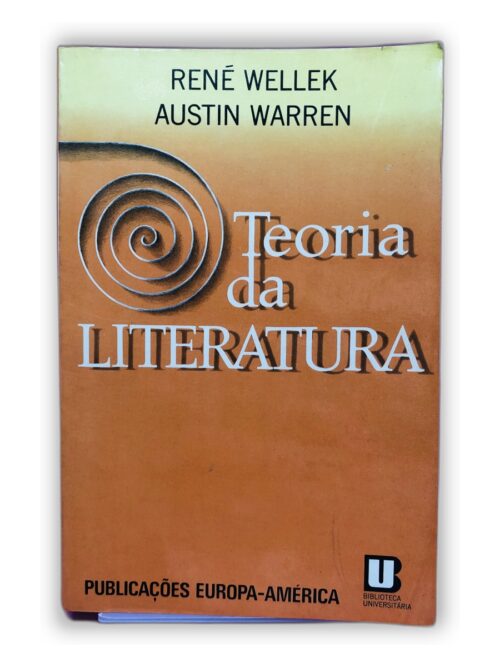 RENÉ WELLEK
AUSTIN WARREN
Teoria
da
LITERATURA
PUBLICAÇÕES EUROPA-AMÉRICA
UB
BIBLIOTECA
UNIVERSITÁRIA